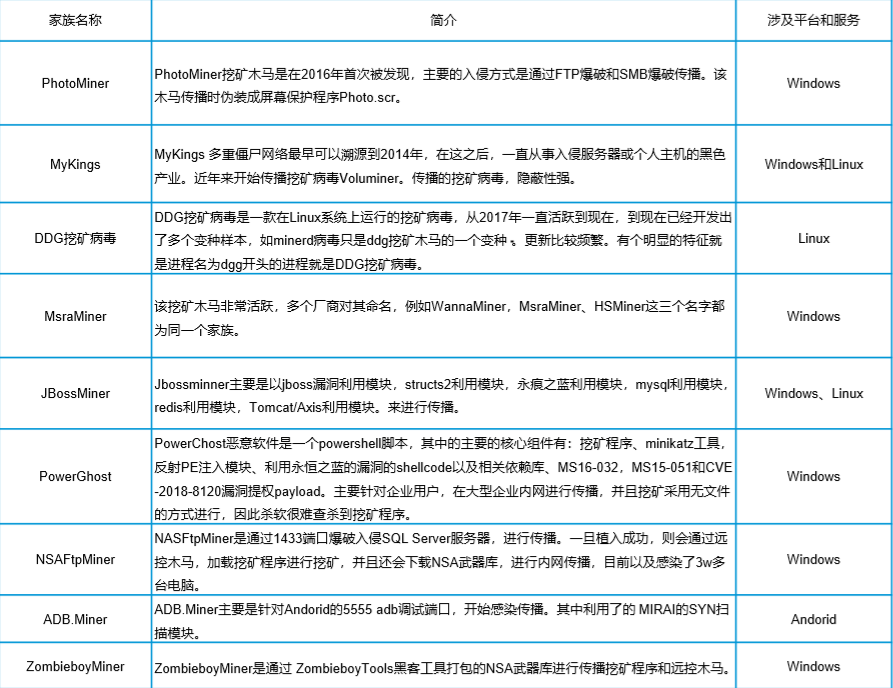 家族名称
简介
涉及平台和服务
PhotoMiner
PhotoMiner挖矿木马是在2016年首次被发现，主要的入侵方式是通过FTP爆破和SMB爆破传播。该
木马传播时伪装成屏幕保护程序Photo.scr。
Windows
MyKings
MyKings 多重僵尸网络最早可以溯源到2014年，在这之后，一直从事入侵服务器或个人主机的黑色
产业。近年来开始传播挖矿病毒Voluminer。传播的挖矿病毒，隐蔽性强。
Windows和Linux
DDG挖矿病毒
DDG挖矿病毒是一款在Linux系统上运行的挖矿病毒，从2017年一直活跃到现在，到现在已经开发出
了多个变种样本，如minerd病毒只是ddg挖矿木马的一个变种。更新比较频繁。有个明显的特征就
是进程名为dgg开头的进程就是DDG挖矿病毒。
Linux
MsraMiner
该挖矿木马非常活跃，多个厂商对其命名，例如WannaMiner，MsraMiner、HSMiner这三个名字都
为同一个家族。
Windows
JBossMiner
Jbossminner主要是以jboss漏洞利用模块，structs2利用模块，永痕之蓝利用模块，mysql利用模块，
redis利用模块，Tomcat/Axis利用模块。来进行传播。
Windows、Linux
PowerGhost
PowerChost恶意软件是一个powershell脚本，其中的主要的核心组件有：挖矿程序、minikatz工具，
反射PE注入模块、利用永恒之蓝的漏洞的shellcode以及相关依赖库、MS16-032，MS15-051和CVE
-2018-8120漏洞提权payload。主要针对企业用户，在大型企业内网进行传播，并且挖矿采用无文件
的方式进行，因此杀软很难查杀到挖矿程序。
Windows
NSAFtpMiner
NASFtpMiner是通过1433端口爆破入侵SQL Server服务器，进行传播。一旦植入成功，则会通过远
控木马，加载挖矿程序进行挖矿，并且还会下载NSA武器库，进行内网传播，目前以及感染了3w多
台电脑。
Windows
ADB.Miner
ADB.Miner主要是针对Andorid的5555 adb调试端口，开始感染传播。其中利用了的 MIRAI的SYN扫
描模块。
Andorid
ZombieboyMiner
ZombieboyMiner是通过 ZombieboyTools黑客工具打包的NSA武器库进行传播挖矿程序和远控木马。
Windows